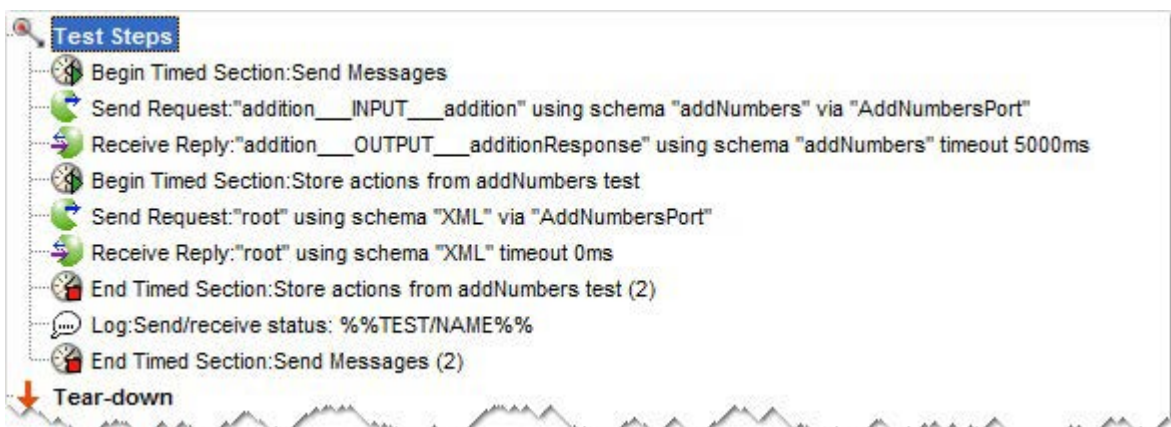 Test Steps
Begin Timed Section:Send Messages
Send Request:"addition___INPUT___addition" using schema "addNumbers" via "AddNumbersPort"
Receive Reply:"addition___OUTPUT___additionResponse" using schema "addNumbers" timeout 5000ms
Begin Timed Section:Store actions from addNumbers test
Send Request:"root" using schema "XML" via "AddNumbersPort"
Receive Reply:"root" using schema "XML" timeout 0ms
End Timed Section:Store actions from addNumbers test (2)
Log:Send/receive status: %%TEST/NAME%%
End Timed Section:Send Messages (2)
Tear-down